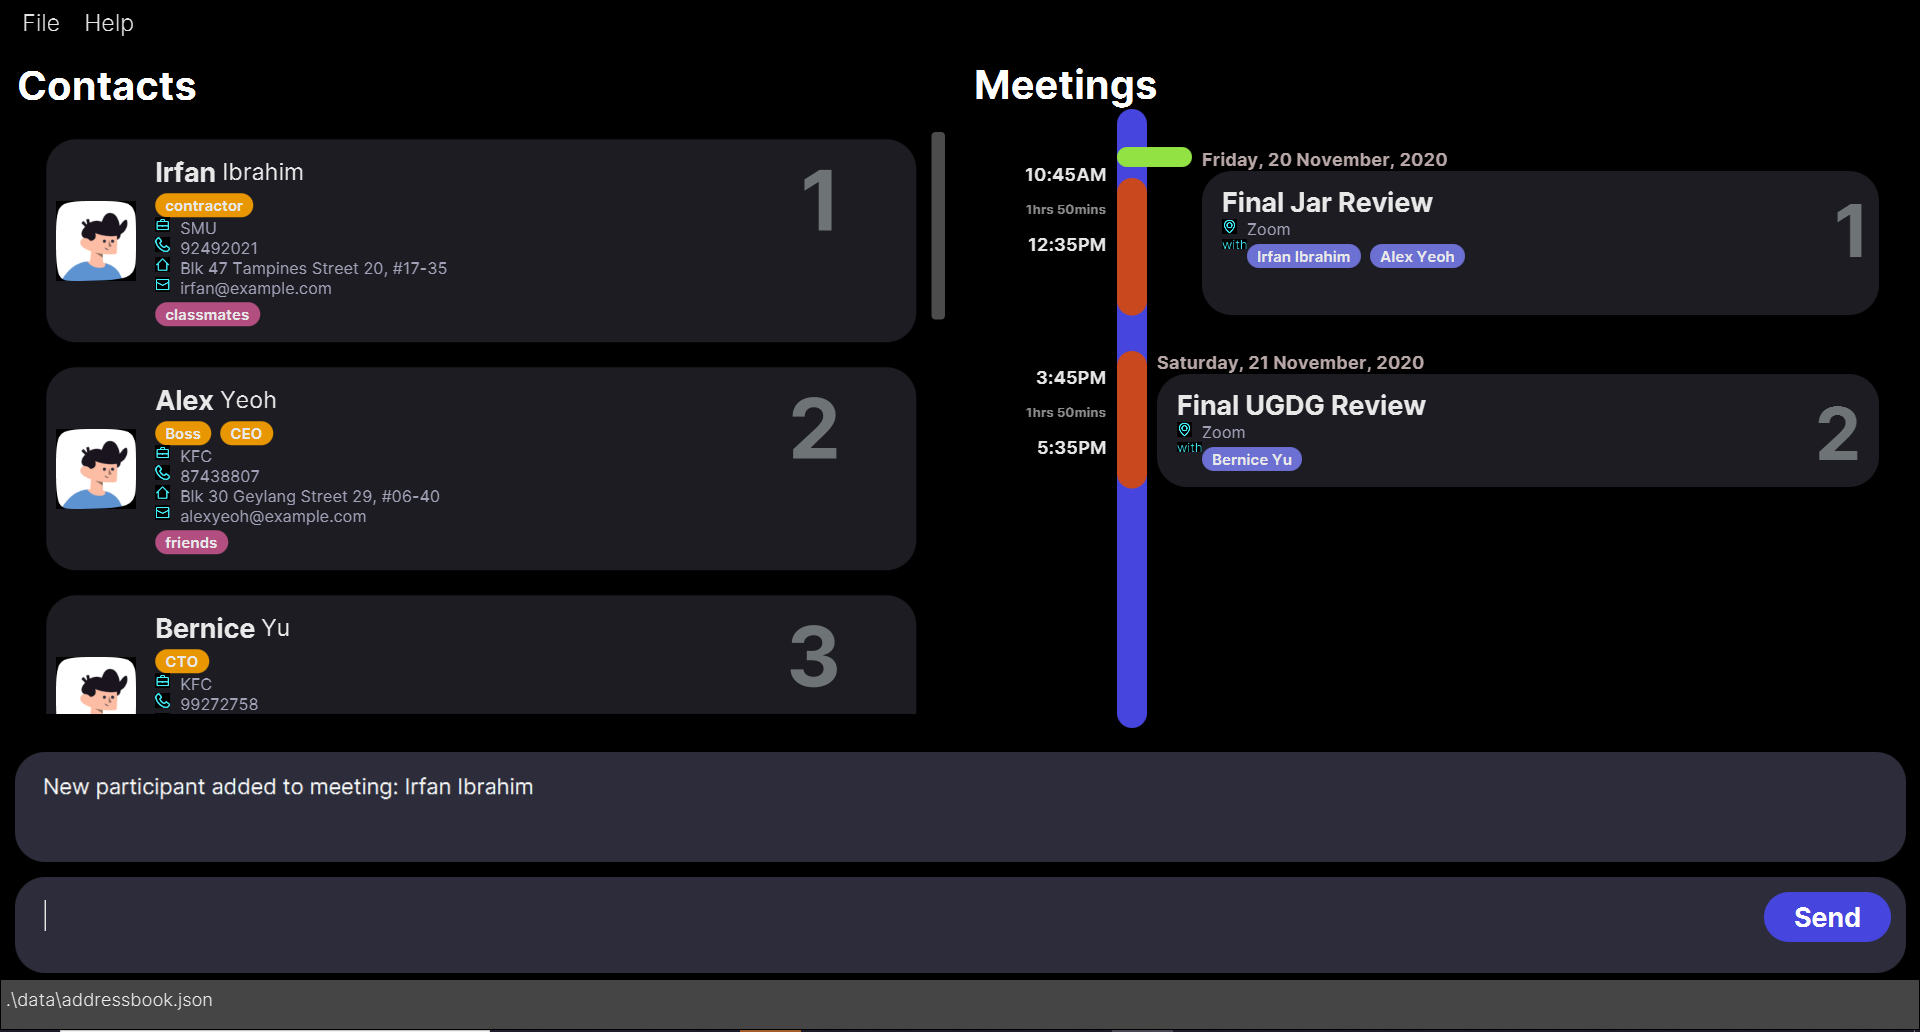 File Help
Contacts
Irfan Ibrahim
1
contractor
SMU
92492021
Blk 47 Tampines Street 20, #17-35
irfan@example.com
classmates
Alex Yeoh
2
Boss CEO
KFC
87438807
Blk 30 Geylang Street 29, #06-40
alexyeoh@example.com
friends
Bernice Yu
3
CTO
KFC
99272758
Meetings
Friday, 20 November, 2020
10:45AM
1hrs 50mins
12:35PM
Final Jar Review
1
Zoom
with Irfan Ibrahim Alex Yeoh
Saturday, 21 November, 2020
3:45PM
1hrs 50mins
5:35PM
Final UGDG Review
2
Zoom
with Bernice Yu
New participant added to meeting: Irfan Ibrahim
Send
.\data\addressbook.json